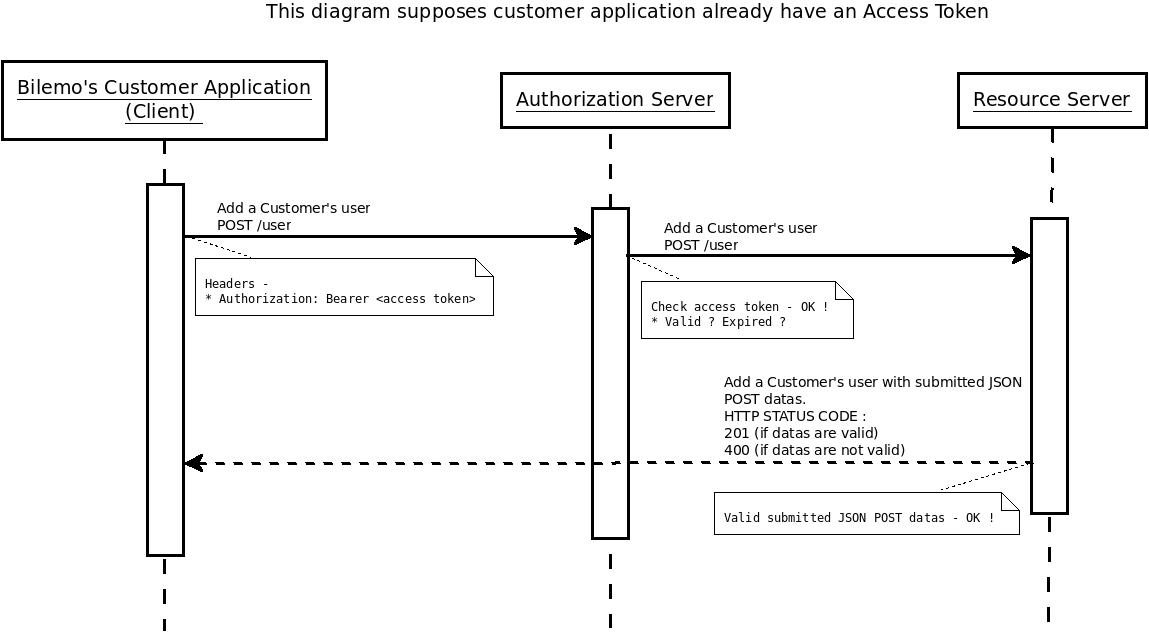 This diagram supposes customer application already have an Access Token
Bilemo's Customer Application
(Client)
Authorization Server
Resource Server
Add a Customer's user
POST /user
Add a Customer's user
POST /user
Headers -
* Authorization: Bearer <access token>
Check access token - OK !
* Valid ? Expired ?
Add a Customer's user with submitted JSON
POST datas.
HTTP STATUS CODE :
201 (if datas are valid)
400 (if datas are not valid)
Valid submitted JSON POST datas - OK !